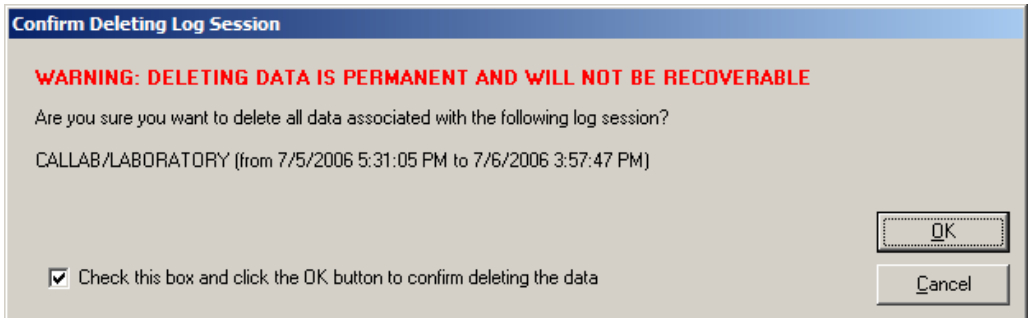 Confirm Deleting Log Session
WARNING: DELETING DATA IS PERMANENT AND WILL NOT BE RECOVERABLE
Are you sure you want to delete all data associated with the following log session?
CALLAB/LABORATORY (from 7/5/2006 5:31:05 PM to 7/6/2006 3:57:47 PM)
OK
Check this box and click the OK button to confirm deleting the data
Cancel